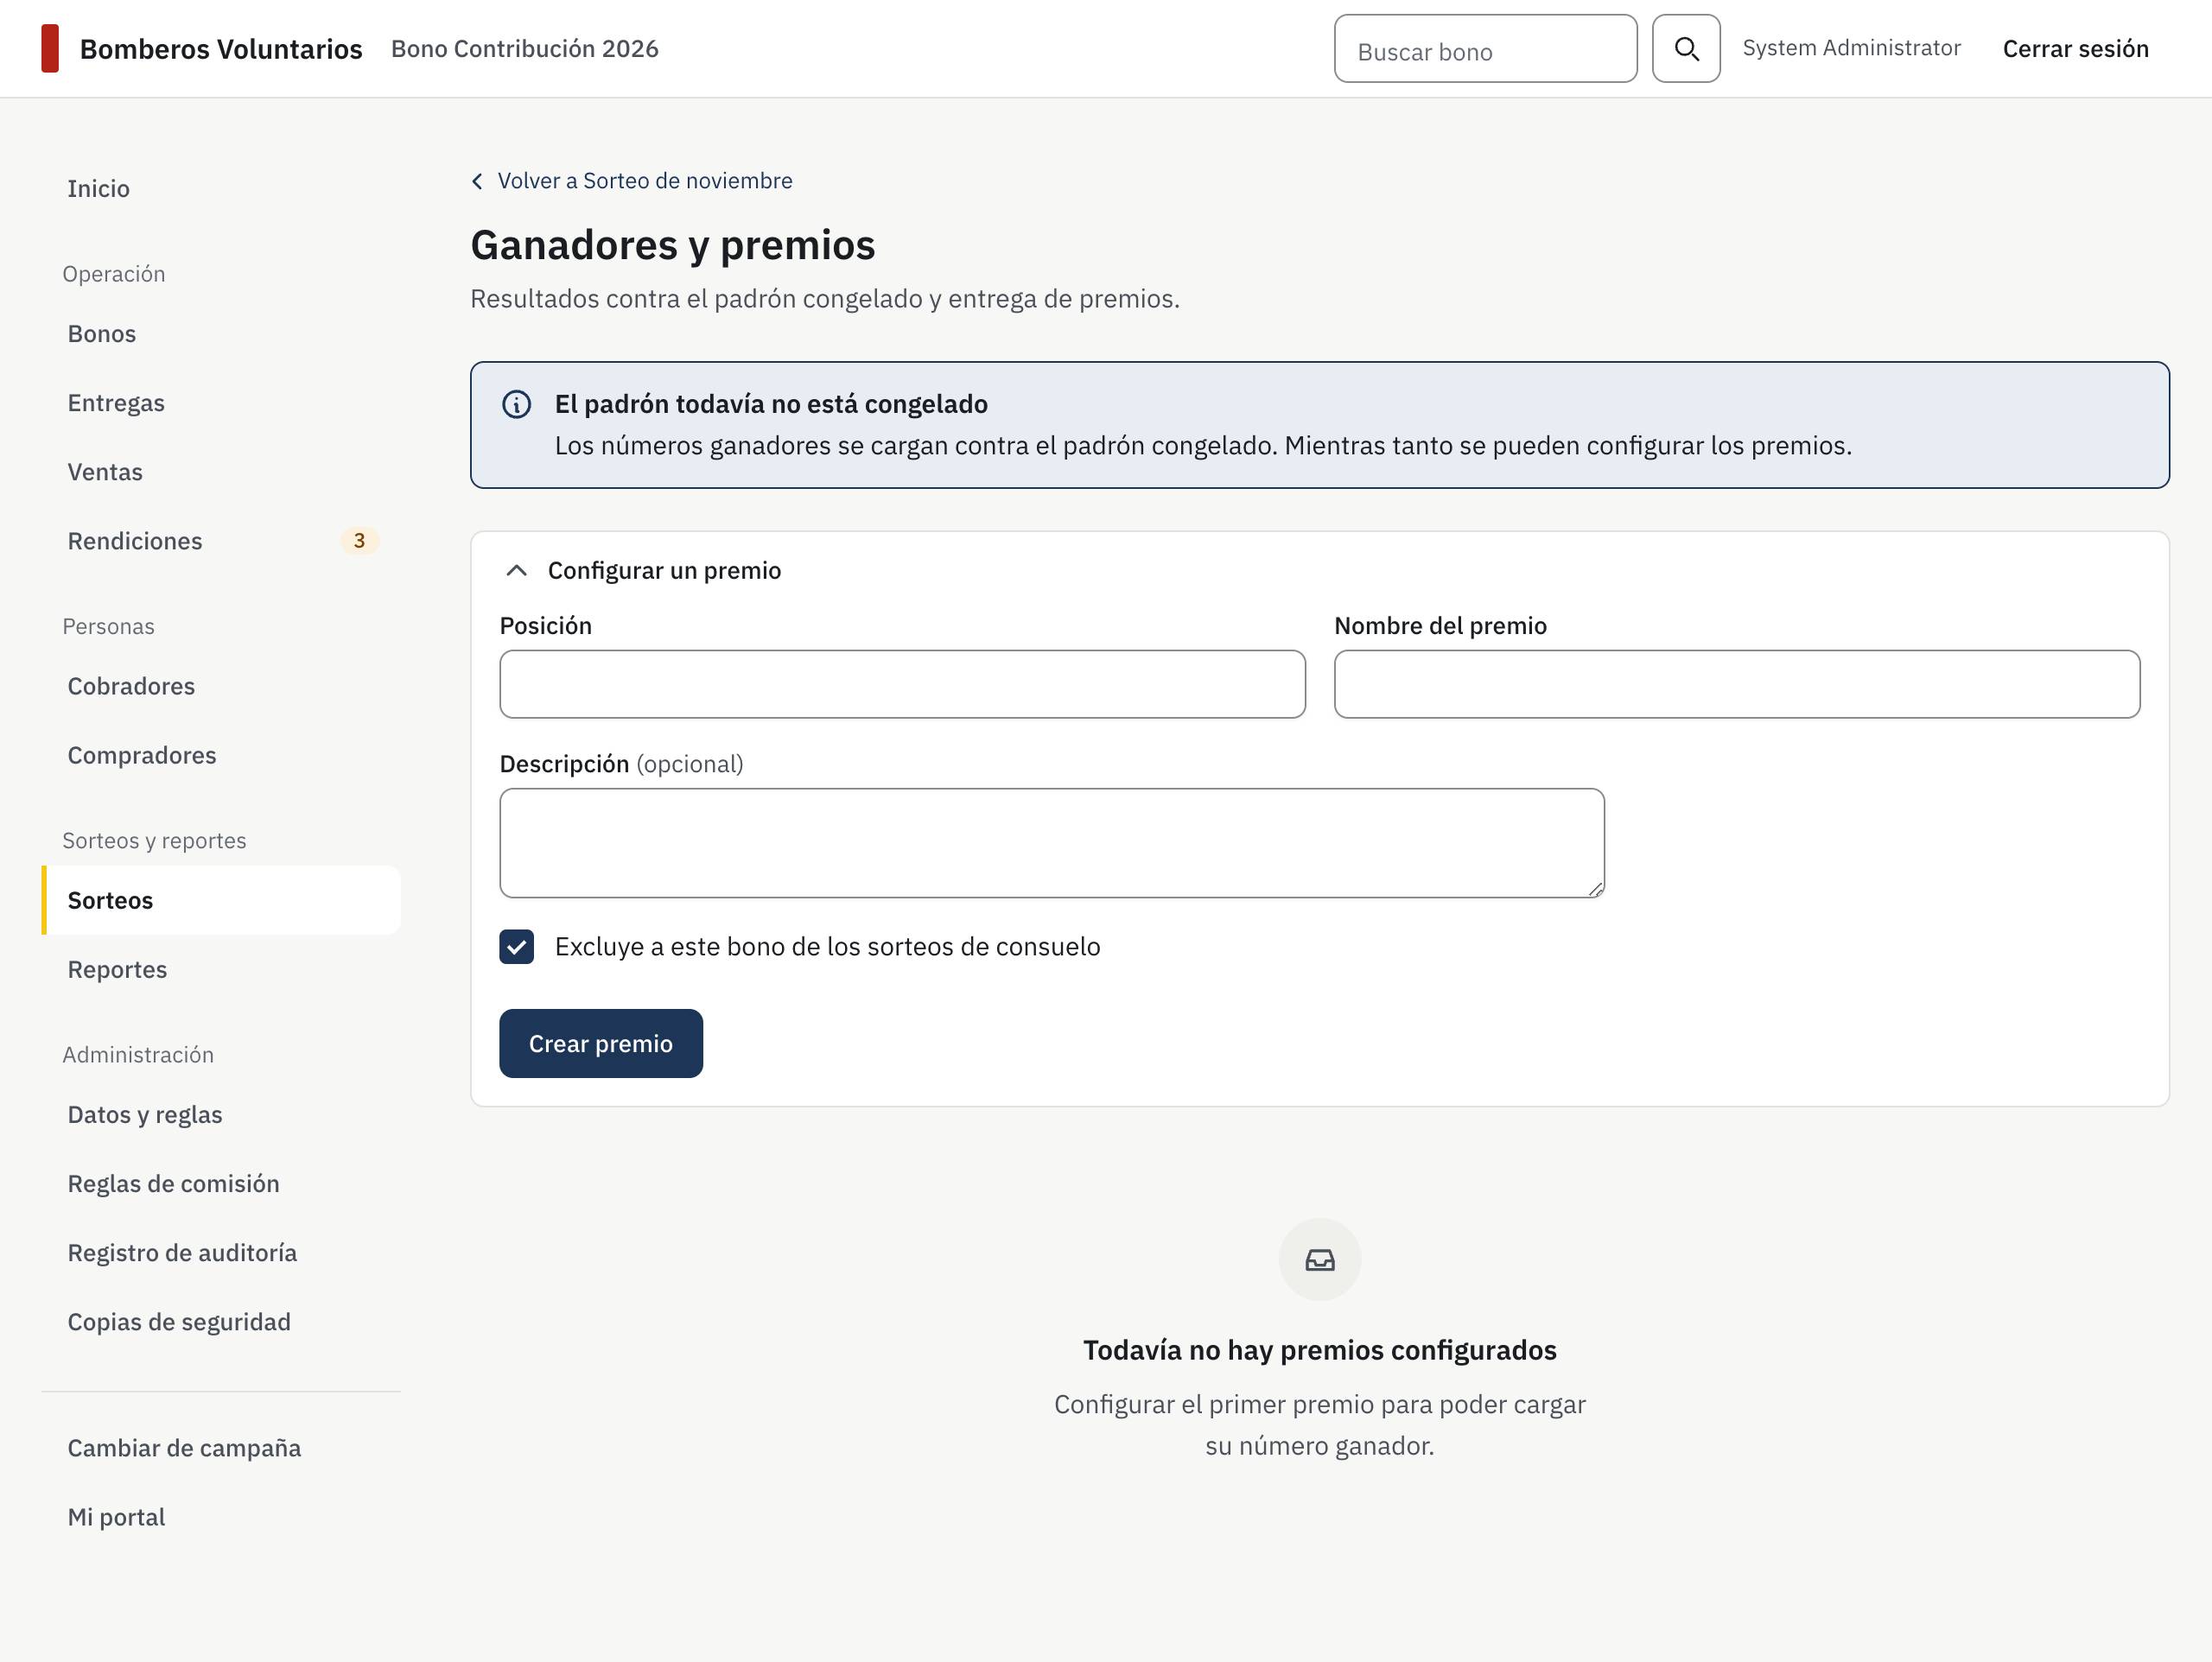 Bomberos Voluntarios
Bono Contribución 2026
Buscar bono
System Administrator
Cerrar sesión
Inicio
Operación
Bonos
Entregas
Ventas
Rendiciones 3
Personas
Cobradores
Compradores
Sorteos y reportes
Sorteos
Reportes
Administración
Datos y reglas
Reglas de comisión
Registro de auditoría
Copias de seguridad
Cambiar de campaña
Mi portal
Volver a Sorteo de noviembre
Ganadores y premios
Resultados contra el padrón congelado y entrega de premios.
El padrón todavía no está congelado
Los números ganadores se cargan contra el padrón congelado. Mientras tanto se pueden configurar los premios.
Configurar un premio
Posición
Nombre del premio
Descripción (opcional)
Excluye a este bono de los sorteos de consuelo
Crear premio
Todavía no hay premios configurados
Configurar el primer premio para poder cargar
su número ganador.